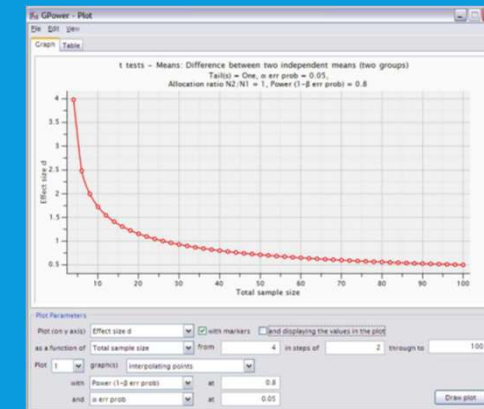 GPower - Plot
File Edit View
Graph Table
t tests - Means: Difference between two independent means (two groups)
Tail(s) = One, α err prob = 0.05,
Allocation ratio N2/N1 = 1, Power (1-β err prob) = 0.8
4
3.5
3
2.5
2
1.5
1
0.5
Effect size d
10 20 30 40 50 60 70 80 90 100
Total sample size
Plot Parameters
Plot (on y axis) Effect size d with markers and displaying the values in the plot
as a function of Total sample size from 4 in steps of 2 through to 100
Plot 1 graph(s) interpolating points
with Power (1-β err prob) at 0.8
and α err prob at 0.05 Draw plot